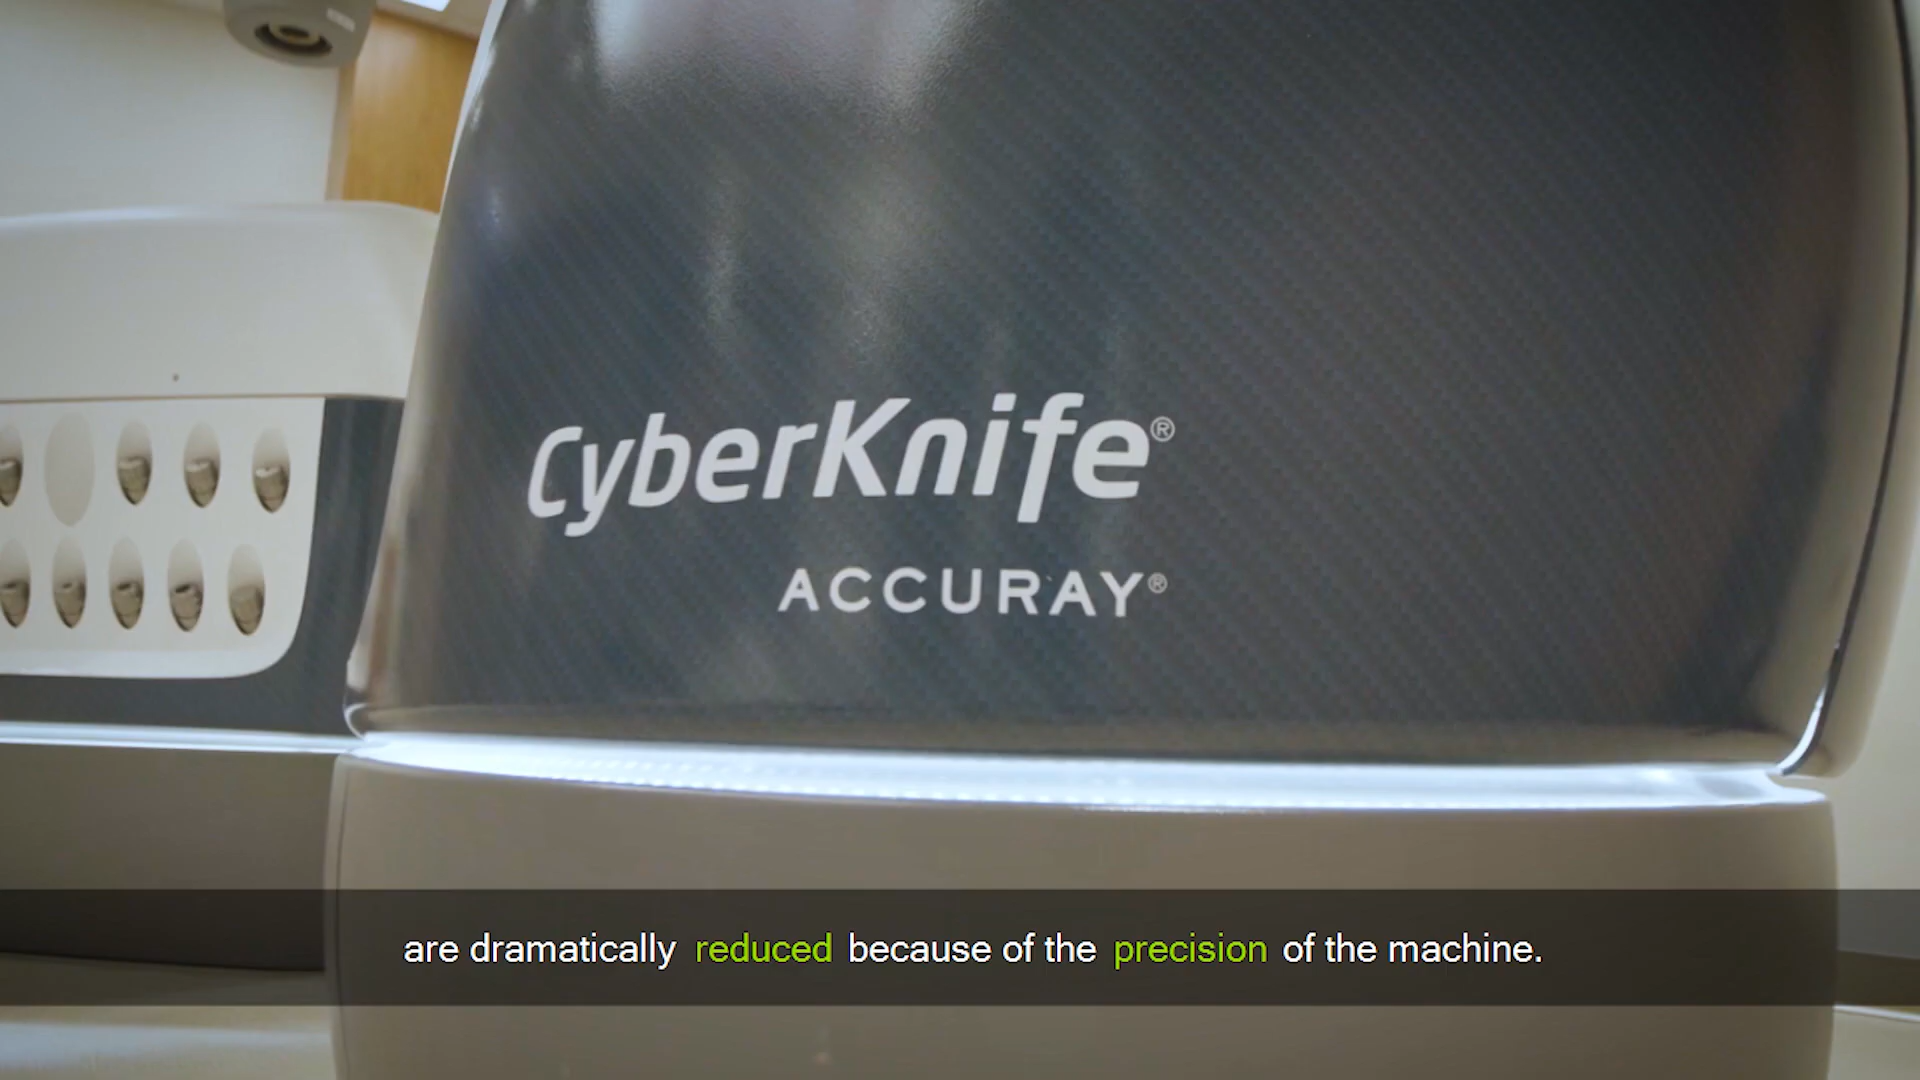 CyberKnife®
ACCURAY®
are dramatically reduced because of the precision of the machine.